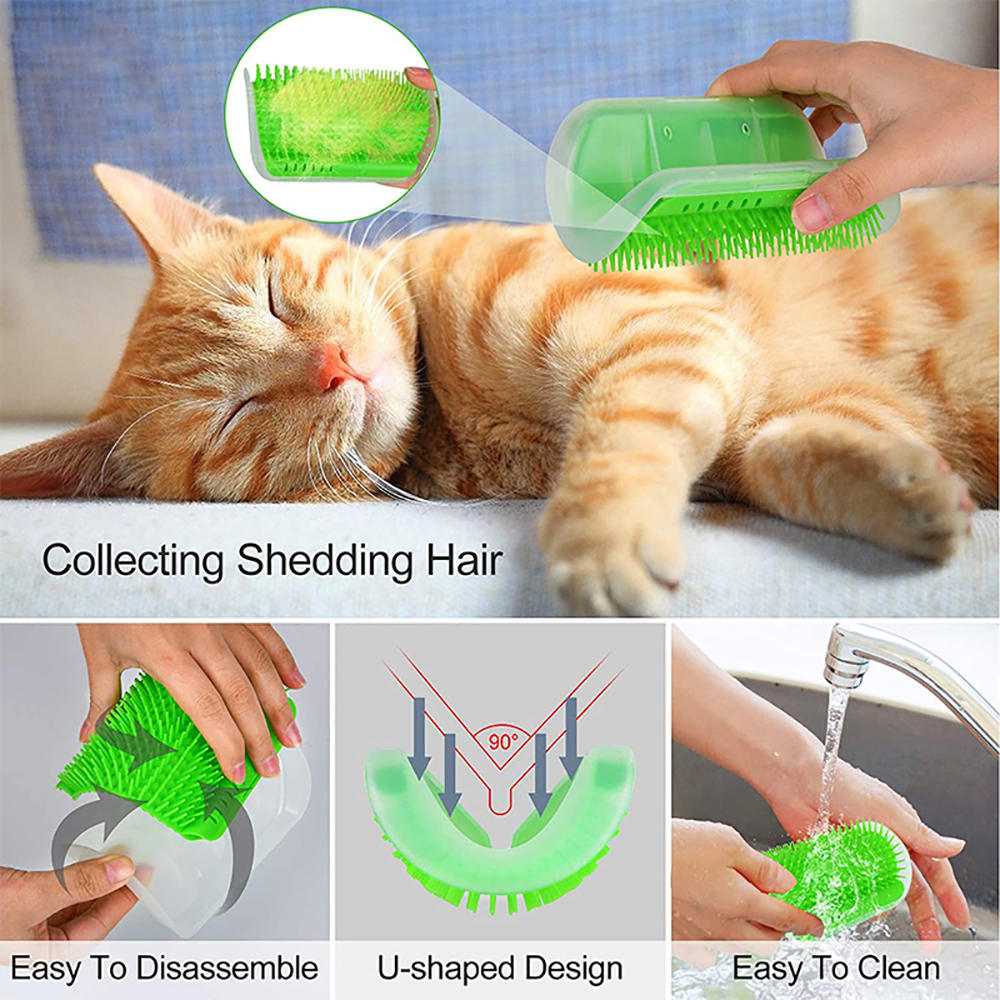 Collecting Shedding Hair
90°
Easy To Disassemble
U-shaped Design
Easy To Clean